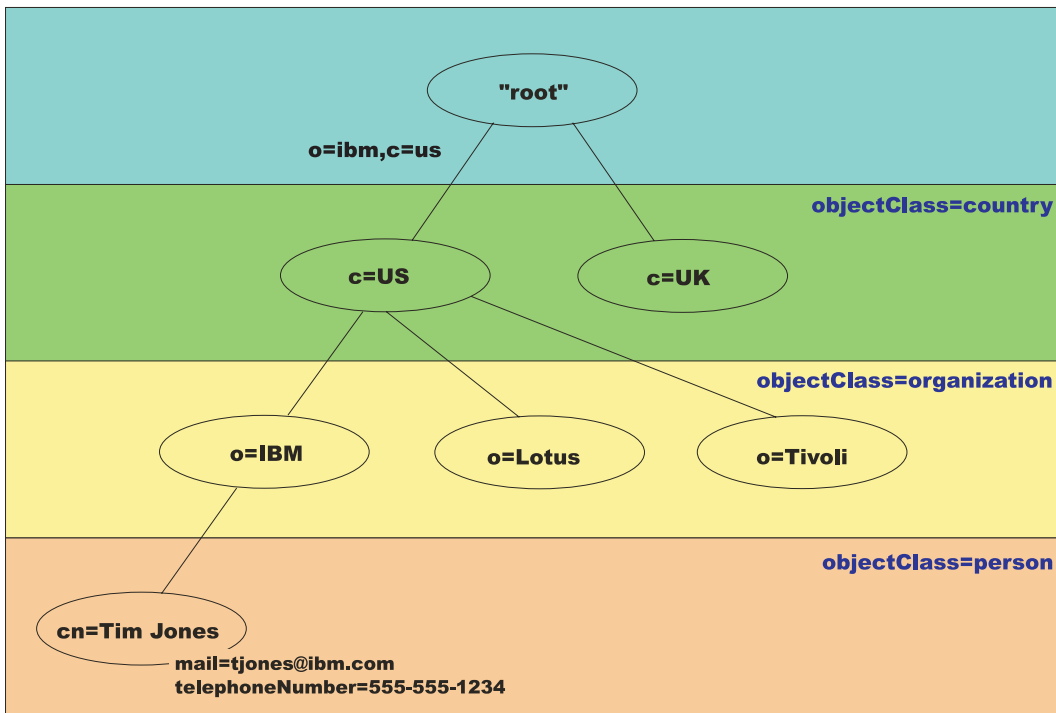 "root"
o=ibm,c=us
objectClass=country
c=US
c=UK
objectClass=organization
o=IBM
o=Lotus
o=Tivoli
objectClass=person
cn=Tim Jones
mail=tjones@ibm.com
telephoneNumber=555-555-1234